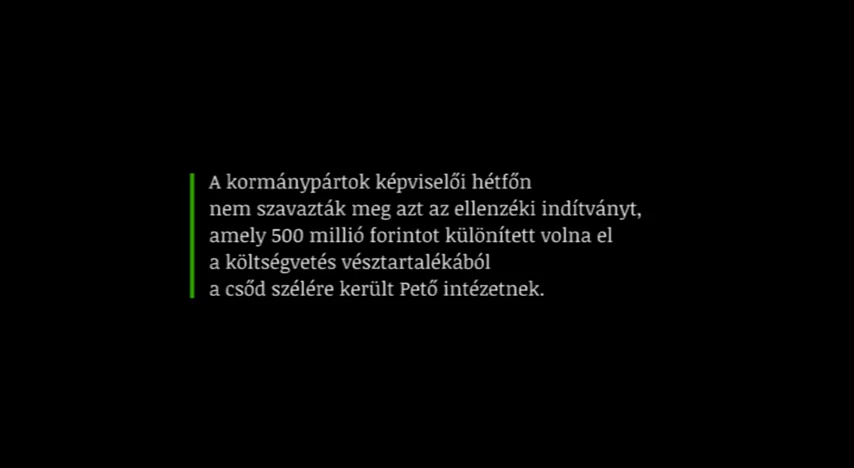 A kormánypártok képviselői hétfőn
nem szavazták meg azt az ellenzéki indítványt,
amely 500 millió forintot különített volna el
a költségvetés vésztartalékából
a csőd szélére került Pető intézetnek.